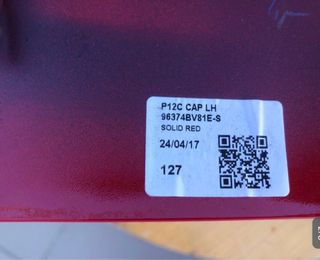 P12C CAP LH
96374BV81E-S
SOLID RED
24/04/17
127